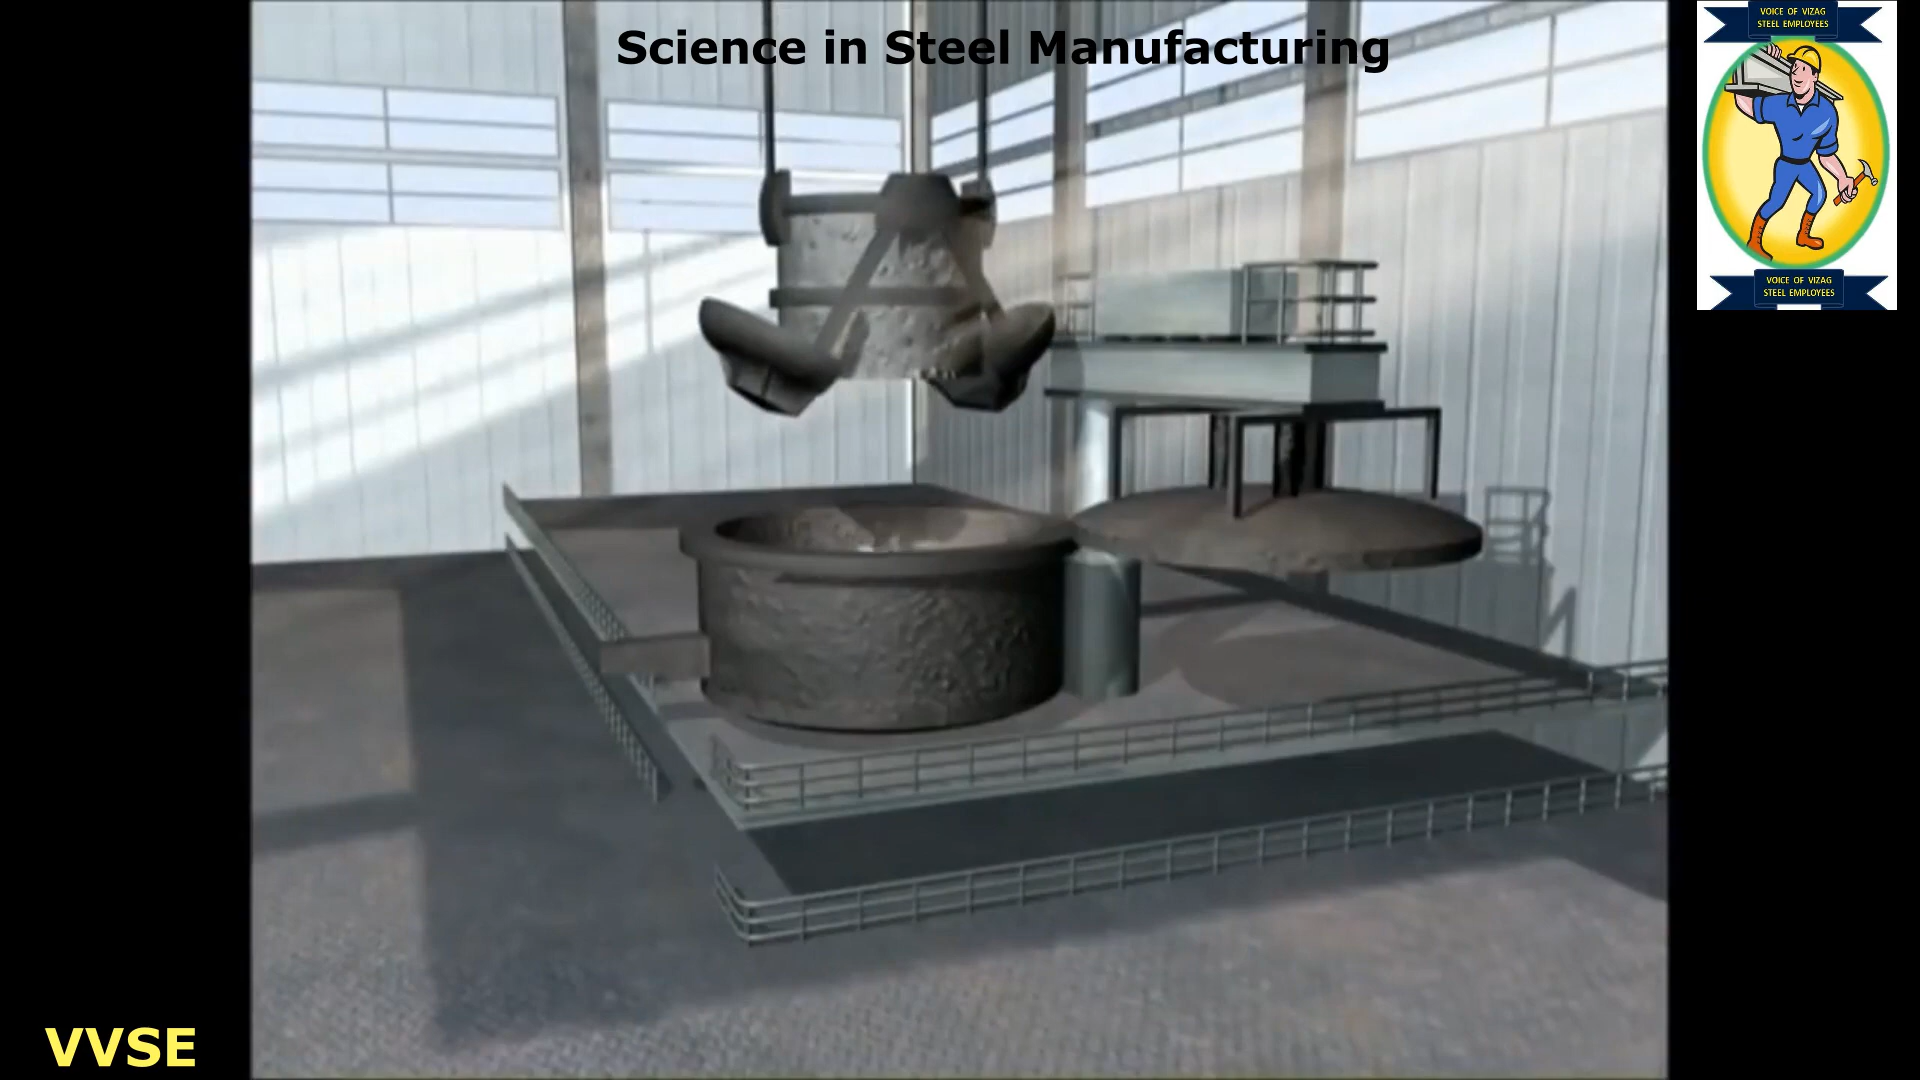 Science in Steel Manufacturing
VOICE OF VIZAG
STEEL EMPLOYEES
VOICE OF VIZAG
STEEL EMPLOYEES
VVSE